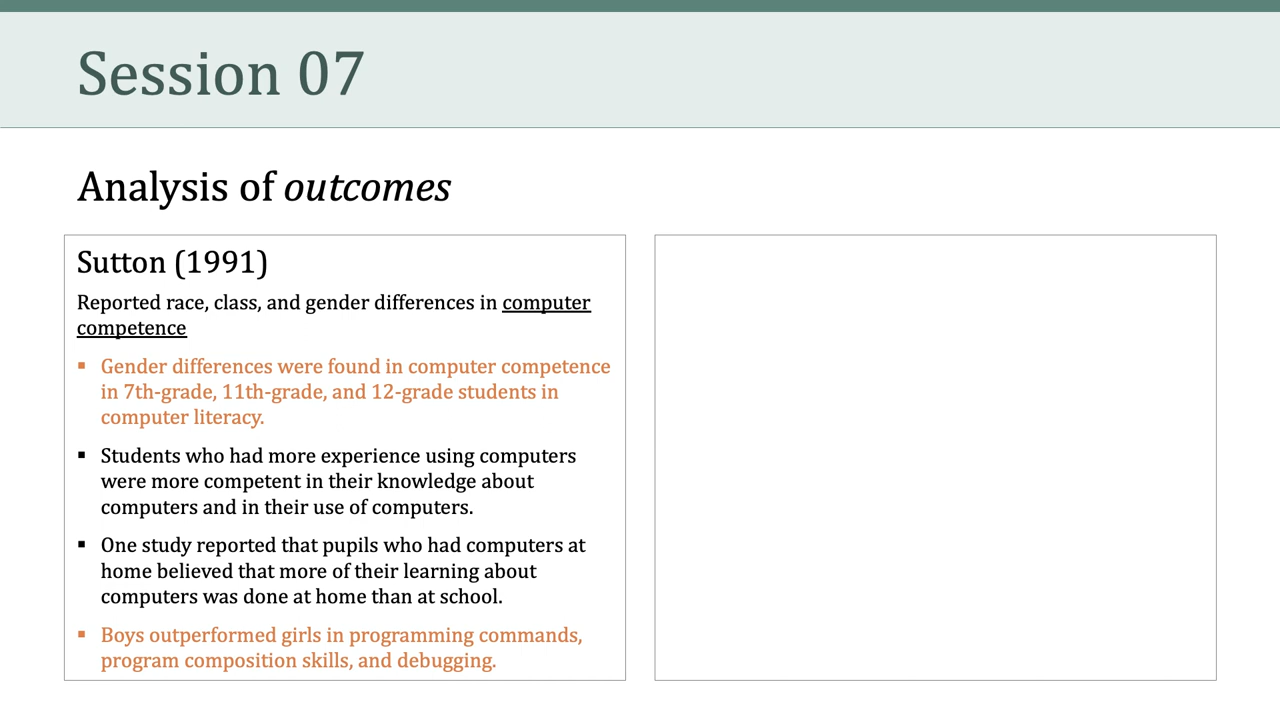 Session 07
Analysis of outcomes
Sutton (1991)
Reported race, class, and gender differences in computer
competence
▪ Gender differences were found in computer competence
in 7th-grade, 11th-grade, and 12-grade students in
computer literacy.
▪ Students who had more experience using computers
were more competent in their knowledge about
computers and in their use of computers.
▪ One study reported that pupils who had computers at
home believed that more of their learning about
computers was done at home than at school.
▪ Boys outperformed girls in programming commands,
program composition skills, and debugging.